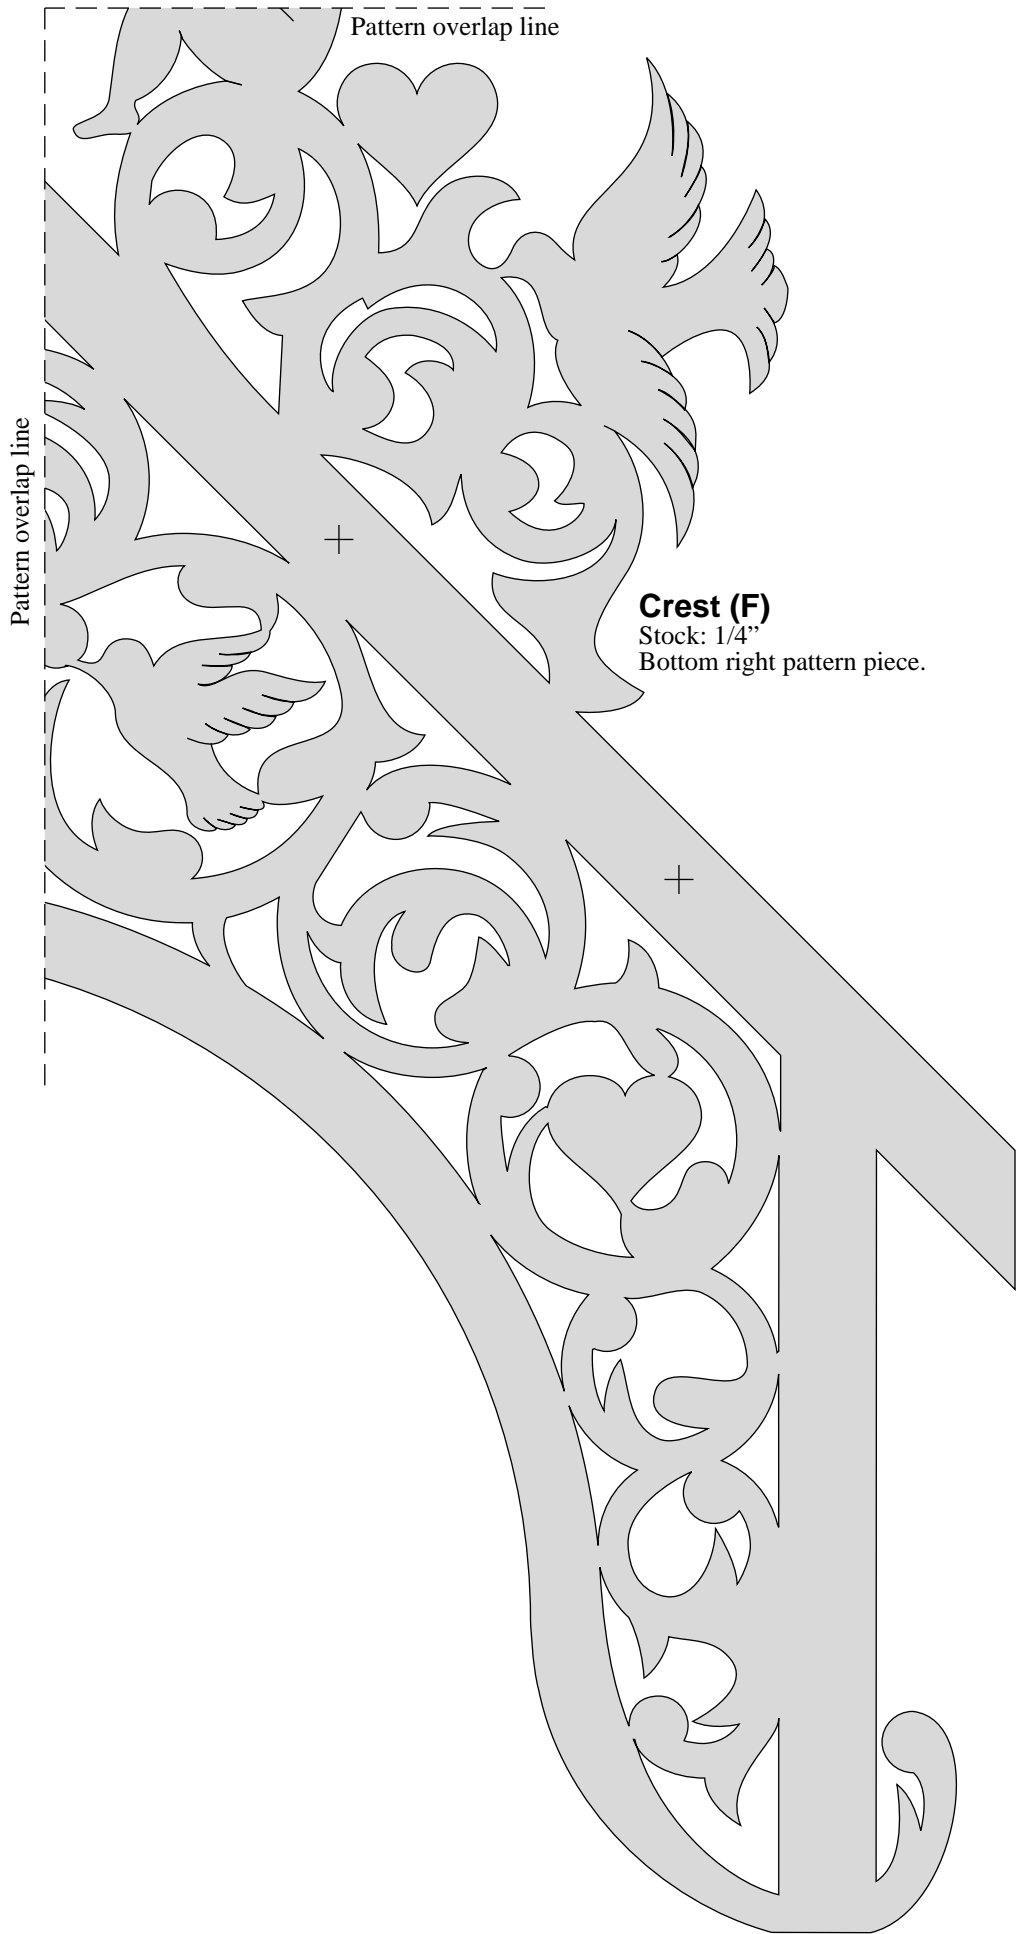 Pattern overlap line
Pattern overlap line
Crest (F)
Stock: 1/4”
Bottom right pattern piece.